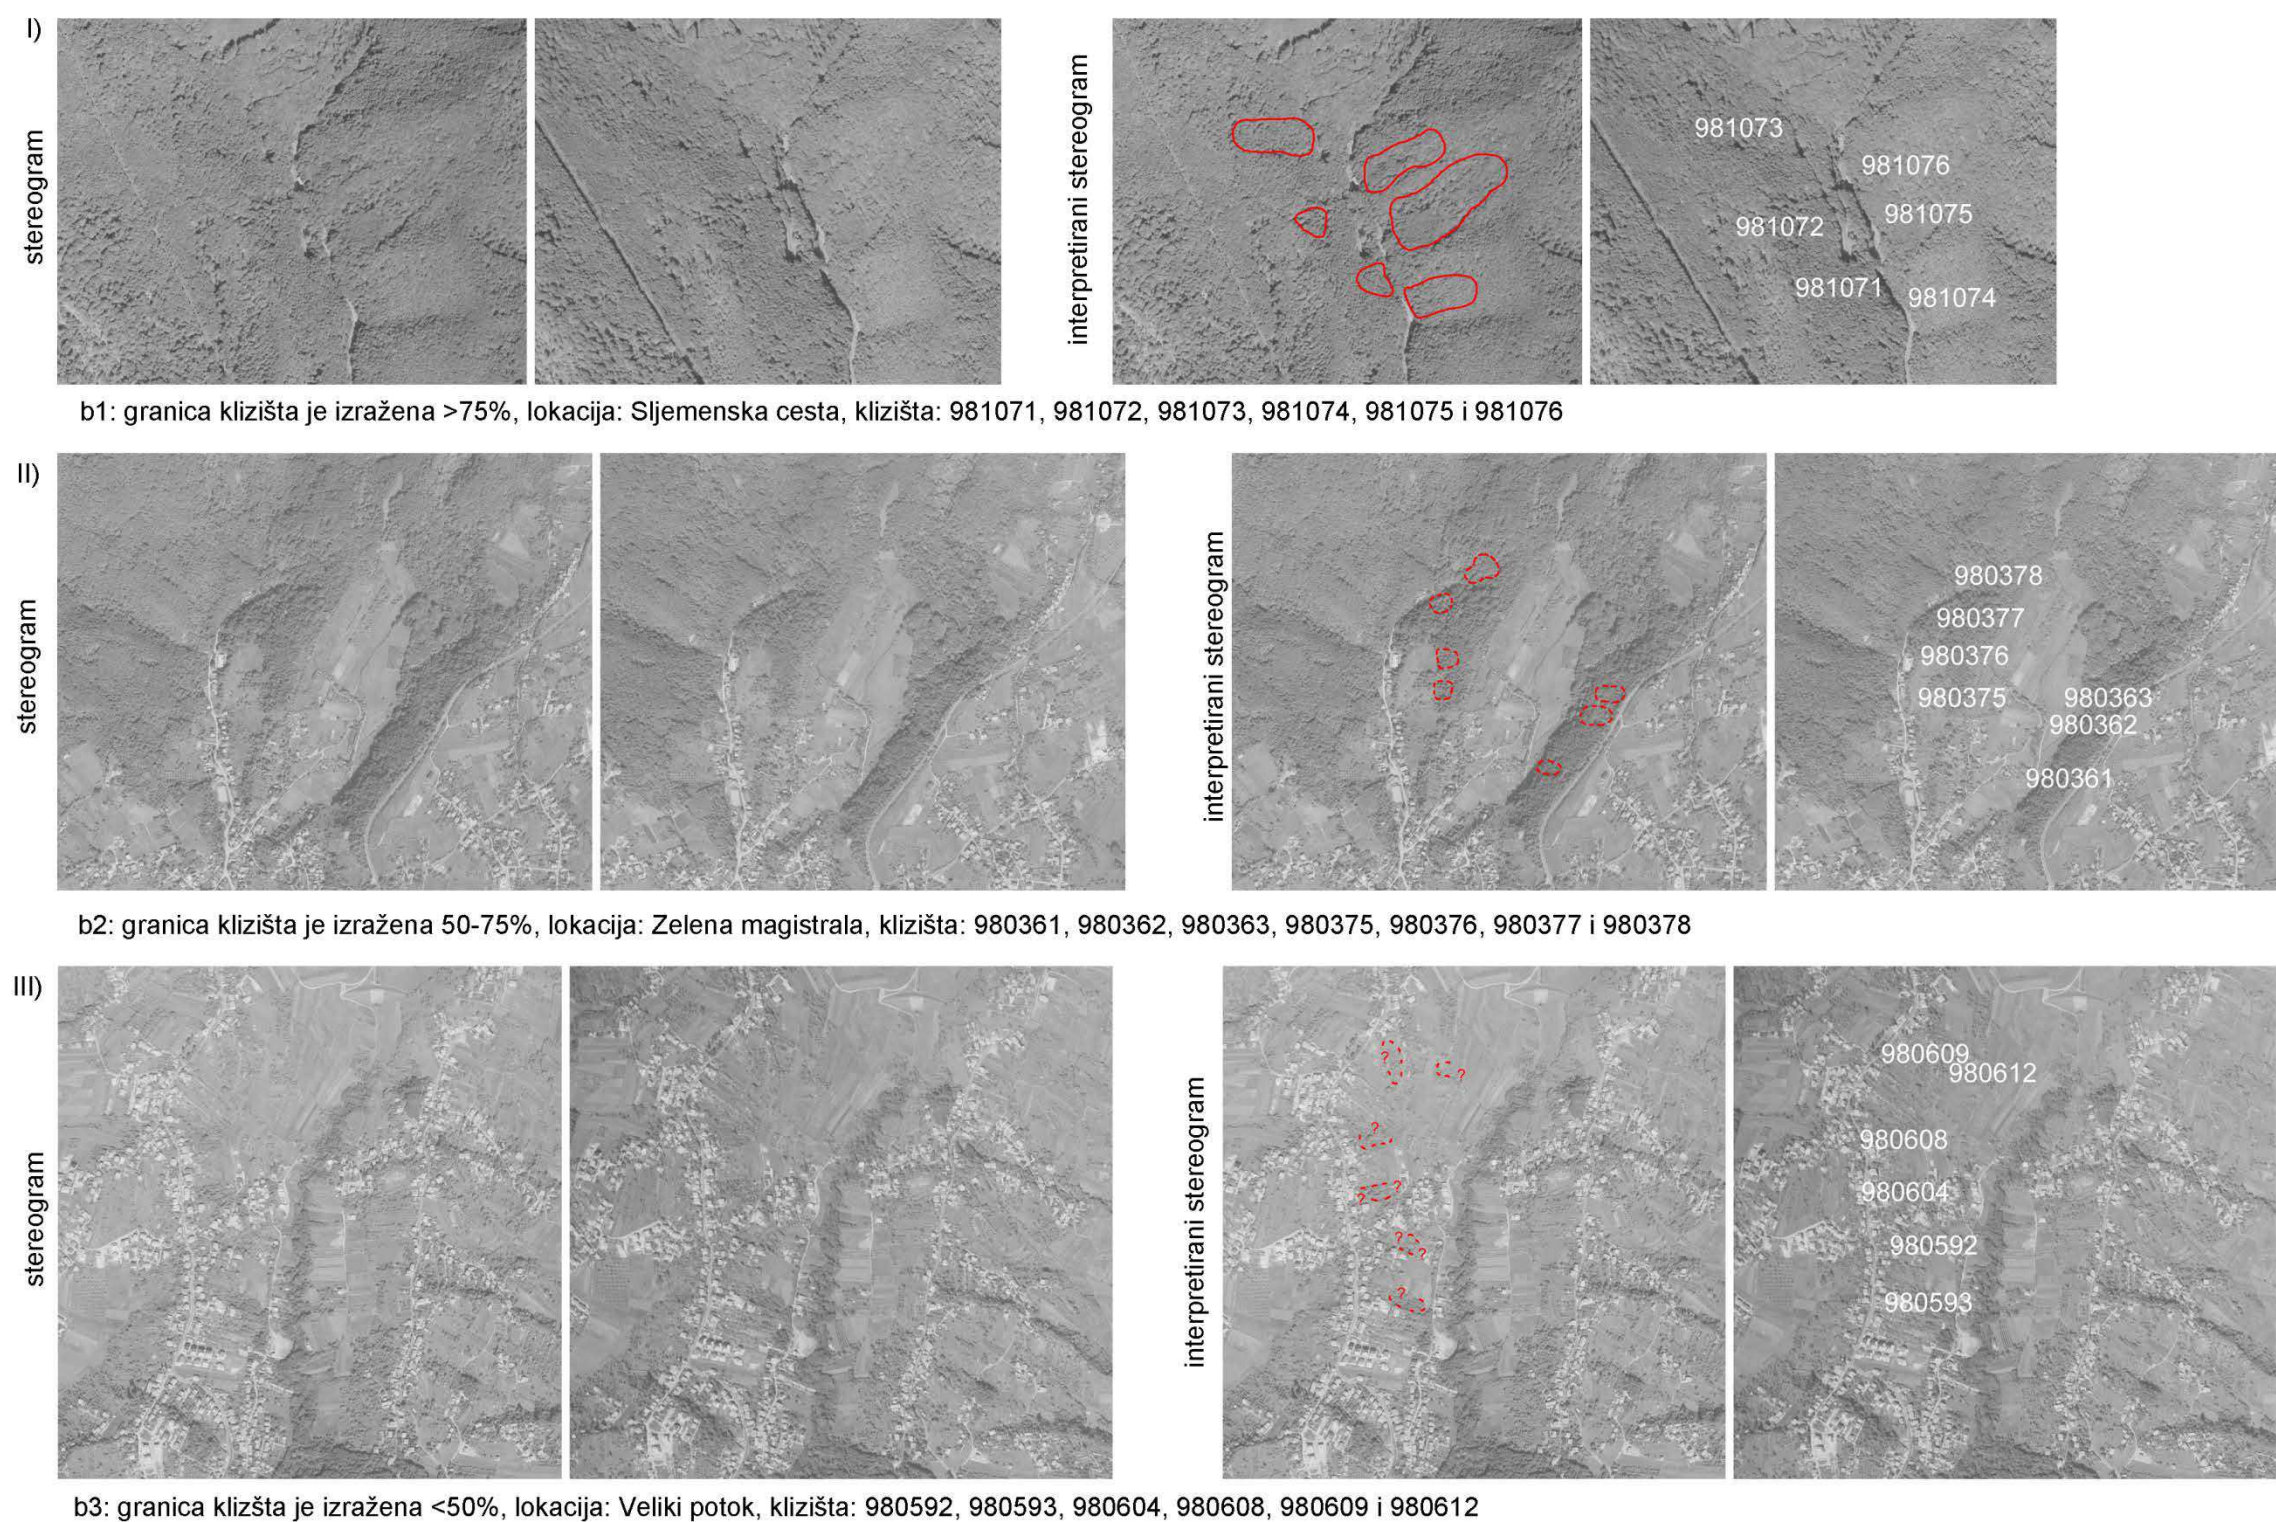 I)
stereogram
interpretirani stereogram
981073
981076
981075
981072
981071
981074
b1: granica klizišta je izražena >75%, lokacija: Sljemenska cesta, klizišta: 981071, 981072, 981073, 981074, 981075 i 981076
II)
stereogram
interpretirani stereogram
980378
980377
980376
980375
980363
980362
980361
b2: granica klizišta je izražena 50-75%, lokacija: Zelena magistrala, klizišta: 980361, 980362, 980363, 980375, 980376, 980377 i 980378
III)
stereogram
interpretirani stereogram
?
?
?
?
?
?
?
?
980609
980612
980608
980604
980592
980593
b3: granica klizšta je izražena <50%, lokacija: Veliki potok, klizišta: 980592, 980593, 980604, 980608, 980609 i 980612